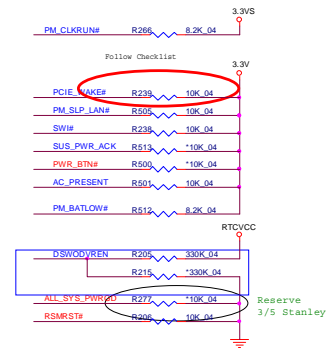 3.3VS
PM_CLKRUN# R266 8.2K_04
Follow Checklist
3.3V
PCIE_WAKE# R239 10K_04
PM_SLP_LAN# R505 10K_04
SWI# R238 10K_04
SUS_PWR_ACK R513 *10K_04
PWR_BTN# R500 *10K_04
AC_PRESENT R501 10K_04
PM_BATLOW# R512 8.2K_04
RTCVCC
DSWODVREN R205 330K_04
R215 *330K_04
ALL_SYS_PWRGD R277 *10K_04
Reserve
3/5 Stanley
RSMRST# R206 10K_04